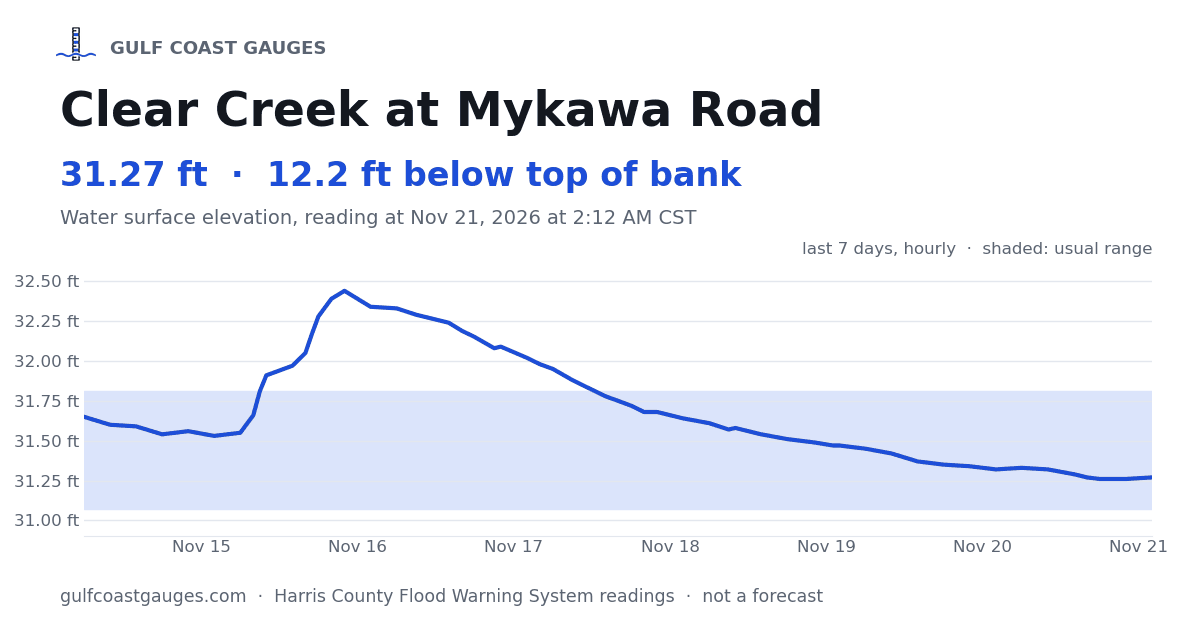 GULF COAST GAUGES
Clear Creek at Mykawa Road
31.27 ft · 12.2 ft below top of bank
Water surface elevation, reading at Nov 21, 2026 at 2:12 AM CST
last 7 days, hourly · shaded: usual range
32.50 ft
32.25 ft
32.00 ft
31.75 ft
31.50 ft
31.25 ft
31.00 ft
Nov 15 Nov 16 Nov 17 Nov 18 Nov 19 Nov 20 Nov 21
gulfcoastgauges.com · Harris County Flood Warning System readings · not a forecast